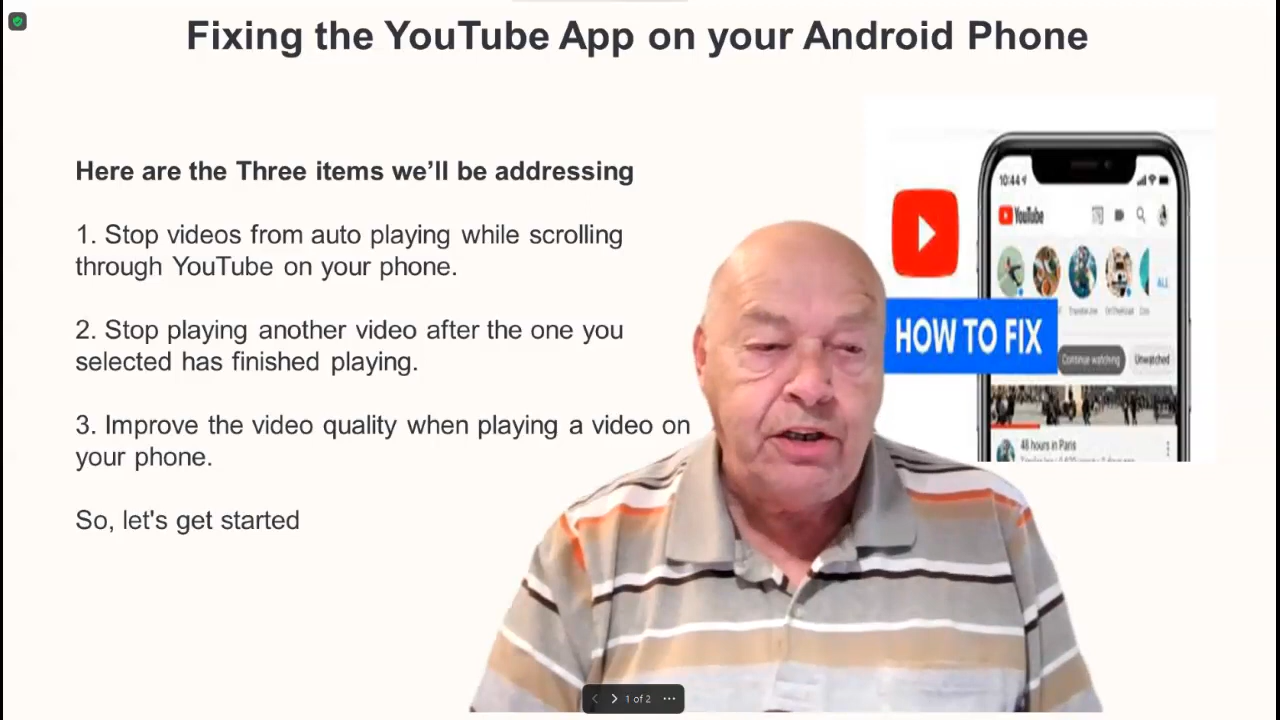 Fixing the YouTube App on your Android Phone
Here are the Three items we’ll be addressing
1. Stop videos from auto playing while scrolling
through YouTube on your phone.
2. Stop playing another video after the one you
selected has finished playing.
3. Improve the video quality when playing a video on
your phone.
So, let's get started
10:44
YouTube
ALL
HOW TO FIX
Continue watching
Unwatched
48 hours in Paris
1 of 2